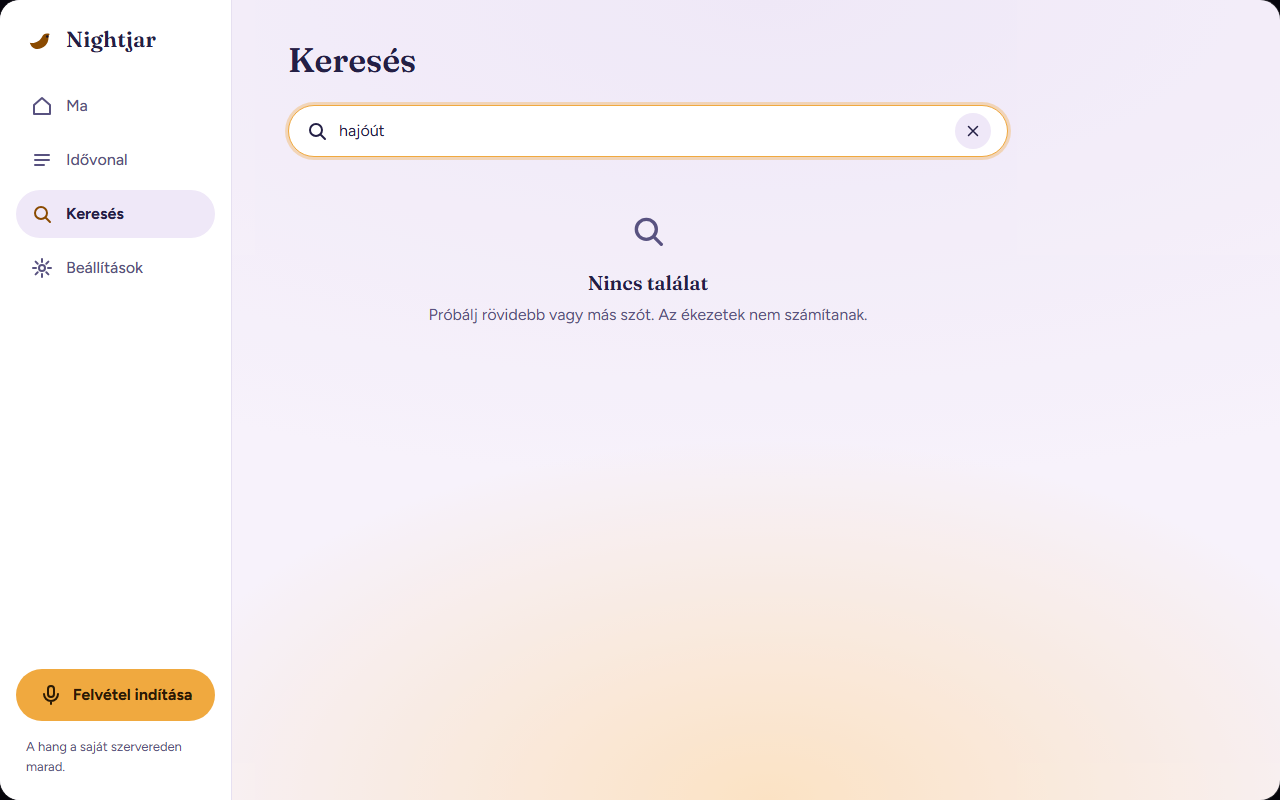 Nightjar
Ma
Idővonal
Keresés
Beállítások
Felvétel indítása
A hang a saját szervereden
marad.
Keresés
hajóút
Nincs találat
Próbálj rövidebb vagy más szót. Az ékezetek nem számítanak.